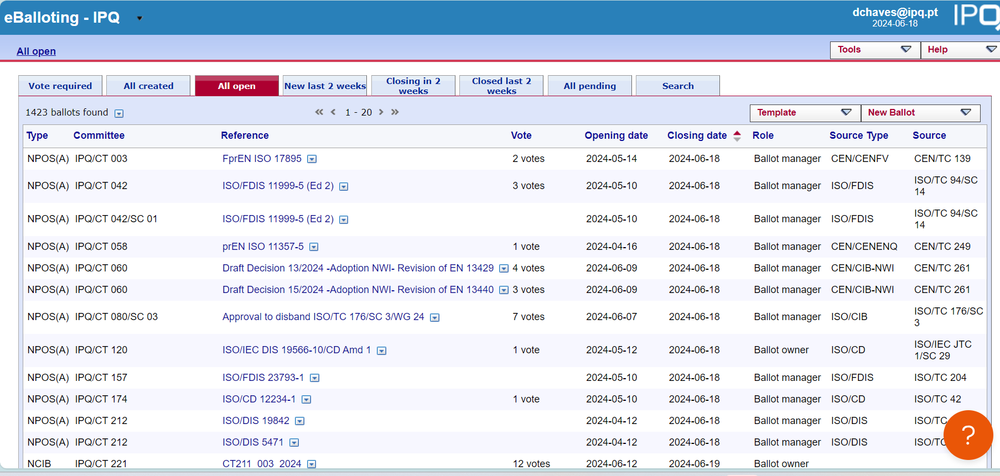 eBalloting - IPQ
dchaves@ipq.pt
2024-06-18
IPQ
All open
Tools
Help
Vote required
All created
All open
New last 2 weeks
Closing in 2
weeks
Closed last 2
weeks
All pending
Search
1423 ballots found
« ‹ 1 - 20 › »
Template
New Ballot
Type Committee Reference Vote Opening date Closing date Role Source Type Source
NPOS(A) IPQ/CT 003 FprEN ISO 17895 2 votes 2024-05-14 2024-06-18 Ballot manager CEN/CENFV CEN/TC 139
NPOS(A) IPQ/CT 042 ISO/FDIS 11999-5 (Ed 2) 3 votes 2024-05-10 2024-06-18 Ballot manager ISO/FDIS ISO/TC 94/SC
14
NPOS(A) IPQ/CT 042/SC 01 ISO/FDIS 11999-5 (Ed 2) 2024-05-10 2024-06-18 Ballot manager ISO/FDIS ISO/TC 94/SC
14
NPOS(A) IPQ/CT 058 prEN ISO 11357-5 1 vote 2024-04-16 2024-06-18 Ballot manager CEN/CENENQ CEN/TC 249
NPOS(A) IPQ/CT 060 Draft Decision 13/2024 -Adoption NWI- Revision of EN 13429 4 votes 2024-06-09 2024-06-18 Ballot manager CEN/CIB-NWI CEN/TC 261
NPOS(A) IPQ/CT 060 Draft Decision 15/2024 -Adoption NWI- Revision of EN 13440 3 votes 2024-06-09 2024-06-18 Ballot manager CEN/CIB-NWI CEN/TC 261
NPOS(A) IPQ/CT 080/SC 03 Approval to disband ISO/TC 176/SC 3/WG 24 7 votes 2024-06-07 2024-06-18 Ballot manager ISO/CIB ISO/TC 176/SC
3
NPOS(A) IPQ/CT 120 ISO/IEC DIS 19566-10/CD Amd 1 1 vote 2024-05-12 2024-06-18 Ballot owner ISO/CD ISO/IEC JTC
1/SC 29
NPOS(A) IPQ/CT 157 ISO/FDIS 23793-1 2024-05-10 2024-06-18 Ballot manager ISO/FDIS ISO/TC 204
NPOS(A) IPQ/CT 174 ISO/CD 12234-1 1 vote 2024-05-10 2024-06-18 Ballot manager ISO/CD ISO/TC 42
NPOS(A) IPQ/CT 212 ISO/DIS 19842 2024-04-12 2024-06-18 Ballot manager ISO/DIS ISO/TC
NPOS(A) IPQ/CT 212 ISO/DIS 5471 2024-04-12 2024-06-18 Ballot manager ISO/DIS ISO/TC
?
NCIB IPQ/CT 221 CT211_003_2024 12 votes 2024-06-12 2024-06-19 Ballot owner